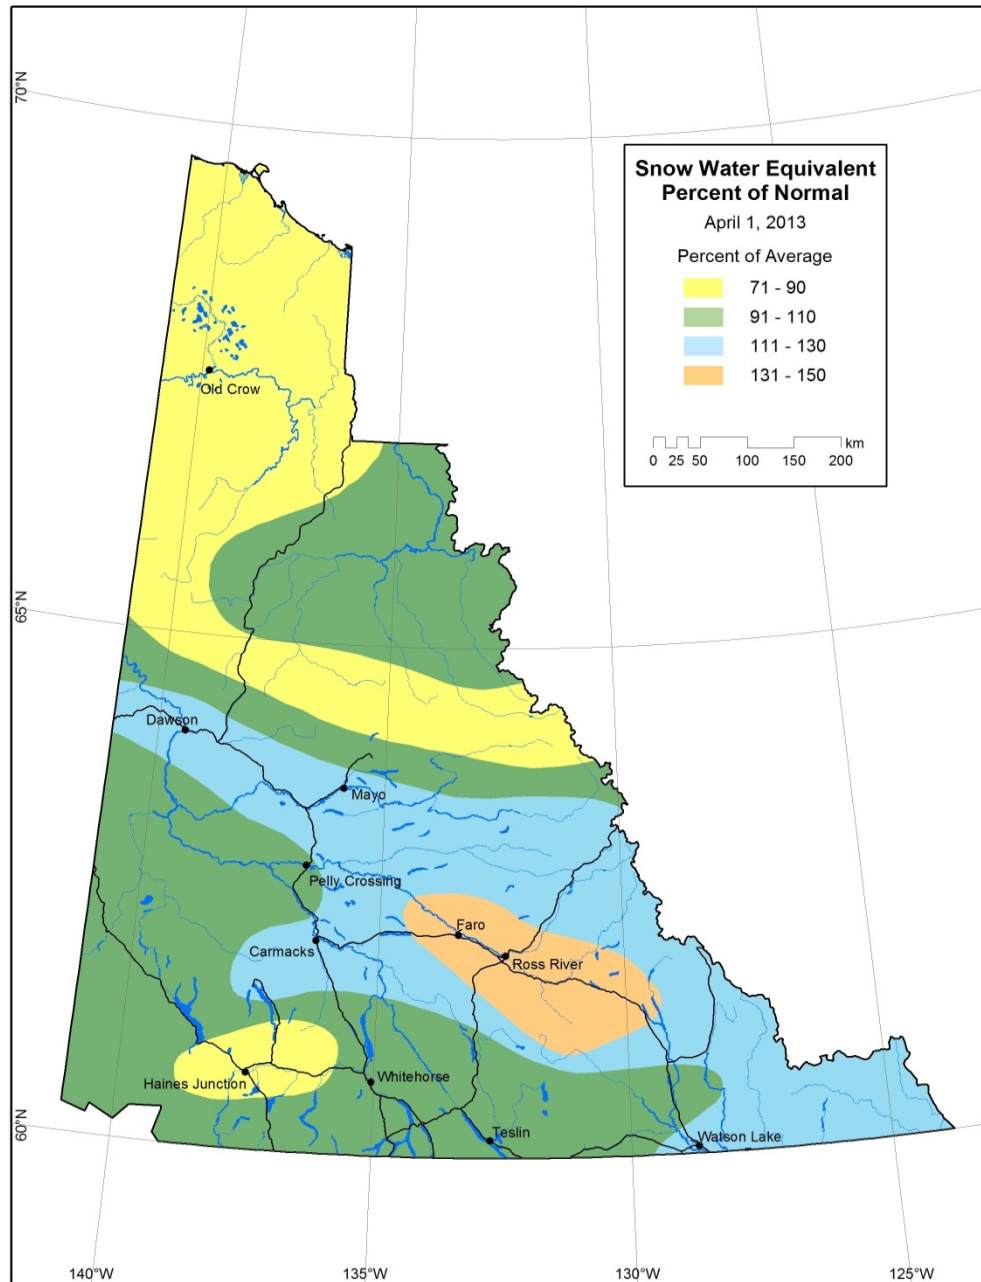 70°N
Snow Water Equivalent
Percent of Normal
April 1, 2013
Percent of Average
71 - 90
91 - 110
111 - 130
131 - 150
km
0 25 50 100 150 200
Old Crow
65°N
Dawson
Mayo
Pelly Crossing
Faro
Carmacks
Ross River
Haines Junction
Whitehorse
60°N
Teslin
Watson Lake
140°W
135°W
130°W
125°W